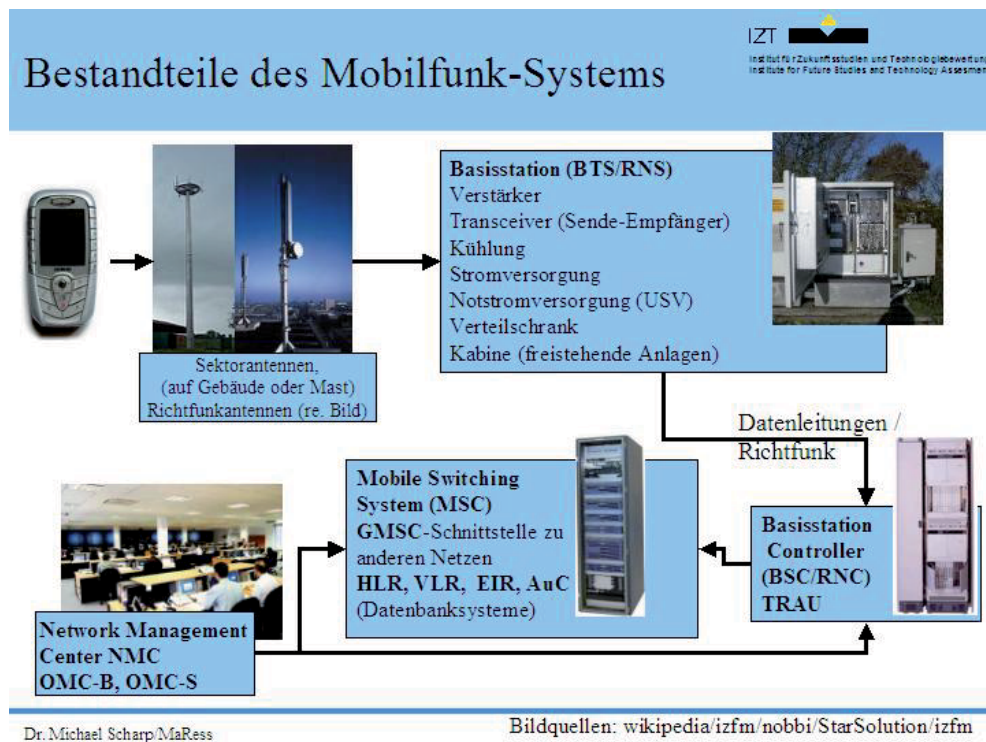 IZT
Institut für Zukunftsstudien und Technologiebewertung
Institute for Future Studies and Technology Assesment
Bestandteile des Mobilfunk-Systems
Basisstation (BTS/RNS)
Verstärker
Transceiver (Sende-Empfänger)
Kühlung
Stromversorgung
Notstromversorgung (USV)
Verteilschrank
Kabine (freistehende Anlagen)
Sektorantennen,
(auf Gebäude oder Mast)
Richtfunkantennen (re. Bild)
Datenleitungen /
Richtfunk
Mobile Switching
System (MSC)
GMSC-Schnittstelle zu
anderen Netzen
HLR, VLR, EIR, AuC
(Datenbanksysteme)
Basisstation
Controller
(BSC/RNC)
TRAU
Network Management
Center NMC
OMC-B, OMC-S
Dr. Michael Scharp/MaRess
Bildquellen: wikipedia/izfm/nobbi/StarSolution/izfm